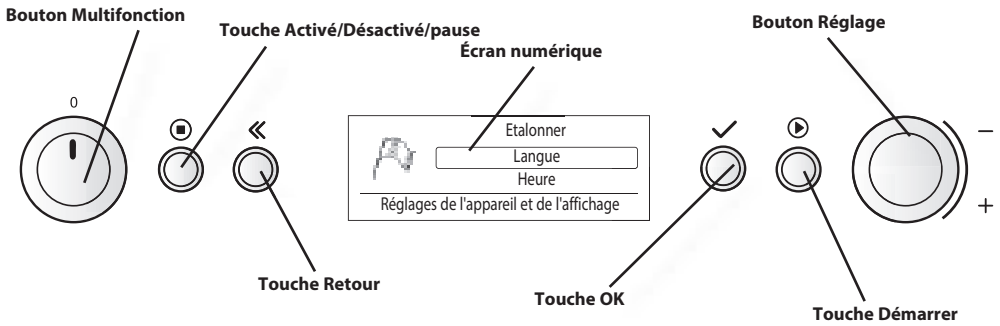 Bouton Multifonction
Touche Activé/Désactivé/pause
Écran numérique
Bouton Réglage
0
Etalonner
Langue
Heure
Réglages de l'appareil et de l'affichage
−
+
Touche Retour
Touche OK
Touche Démarrer